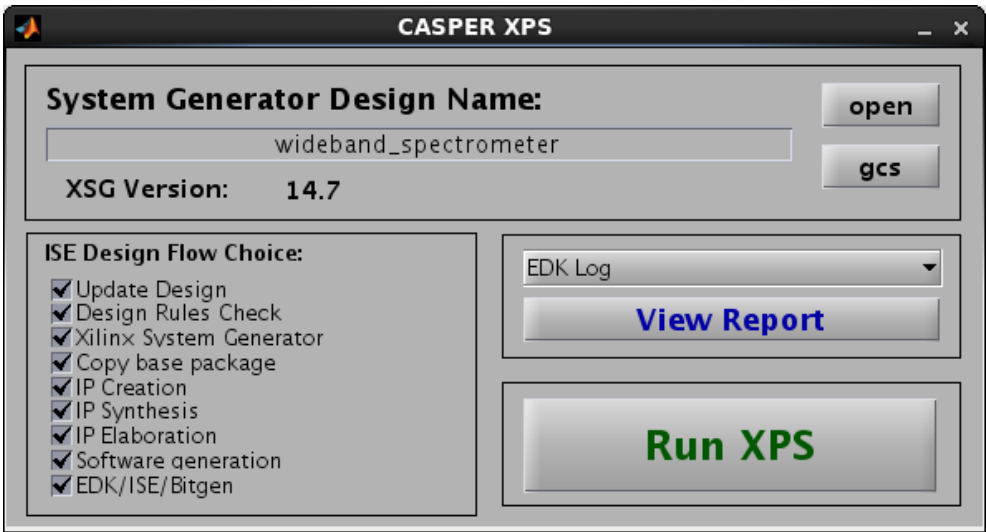 CASPER XPS
System Generator Design Name:
open
wideband_spectrometer
gcs
XSG Version: 14.7
ISE Design Flow Choice:
Update Design
Design Rules Check
Xilinx System Generator
Copy base package
IP Creation
IP Synthesis
IP Elaboration
Software generation
EDK/ISE/Bitgen
EDK Log
View Report
Run XPS